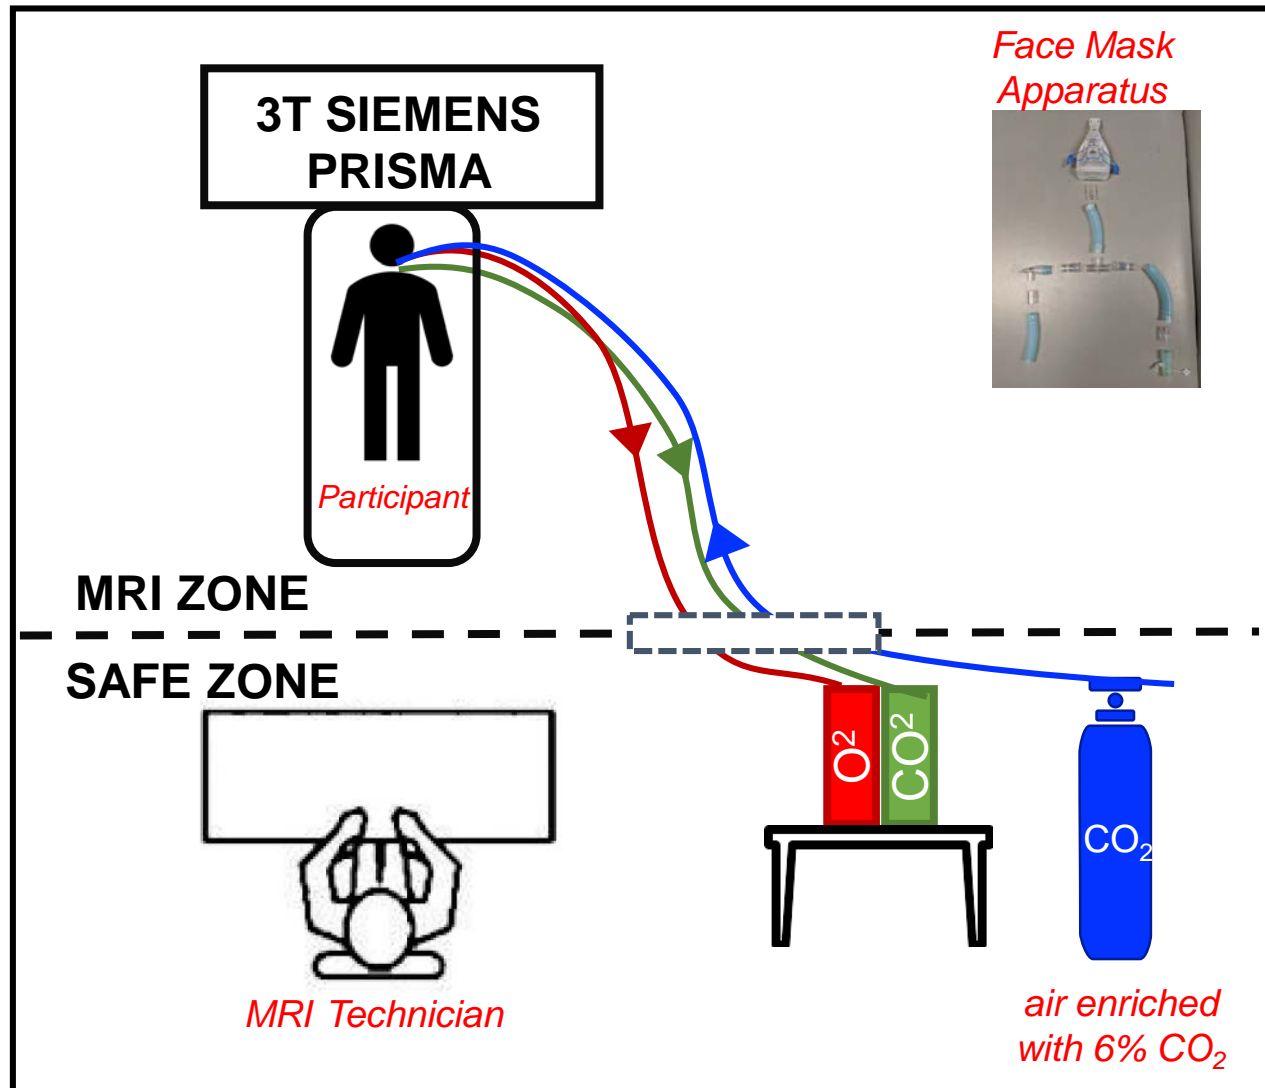 Face Mask
Apparatus
3T SIEMENS
PRISMA
Participant
MRI ZONE
SAFE ZONE
O²
CO²
CO₂
MRI Technician
air enriched
with 6% CO₂